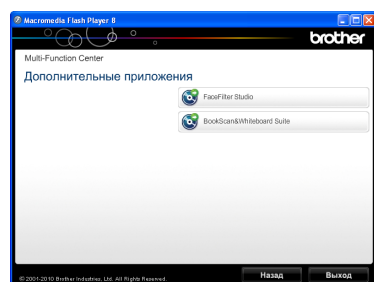 Macromedia Flash Player 8
brother
Multi-Function Center
Дополнительные приложения
FaceFilter Studio
BookScan&Whiteboard Suite
© 2001-2010 Brother Industries, Ltd. All Rights Reserved.
Назад
Выход